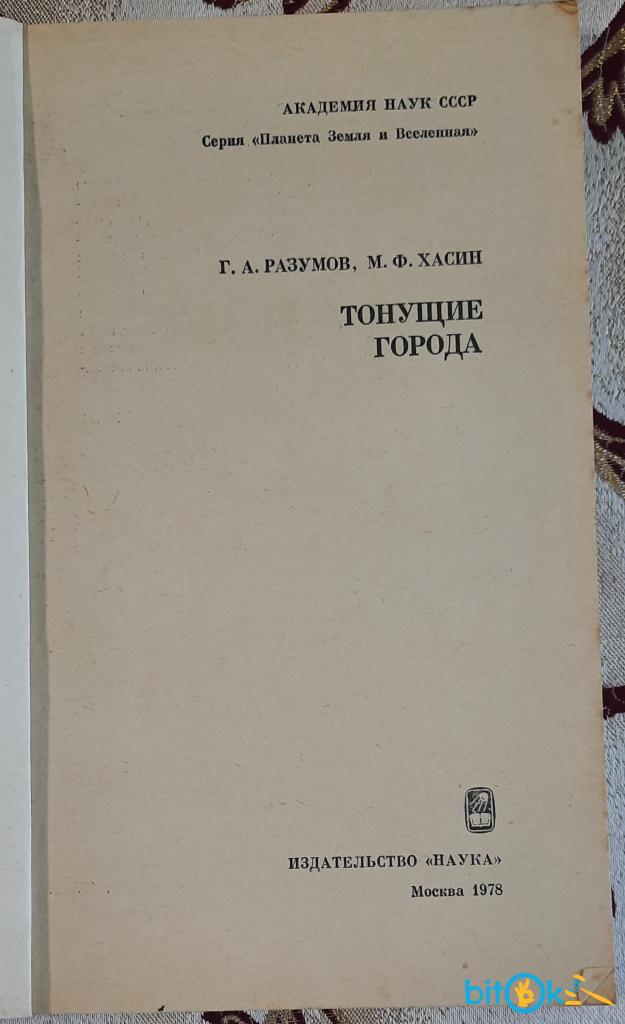 АКАДЕМИЯ НАУК СССР
Серия «Планета Земля и Вселенная»
Г. А. РАЗУМОВ, М. Ф. ХАСИН
ТОНУЩИЕ
ГОРОДА
ИЗДАТЕЛЬСТВО «НАУКА»
Москва 1978
bitOk